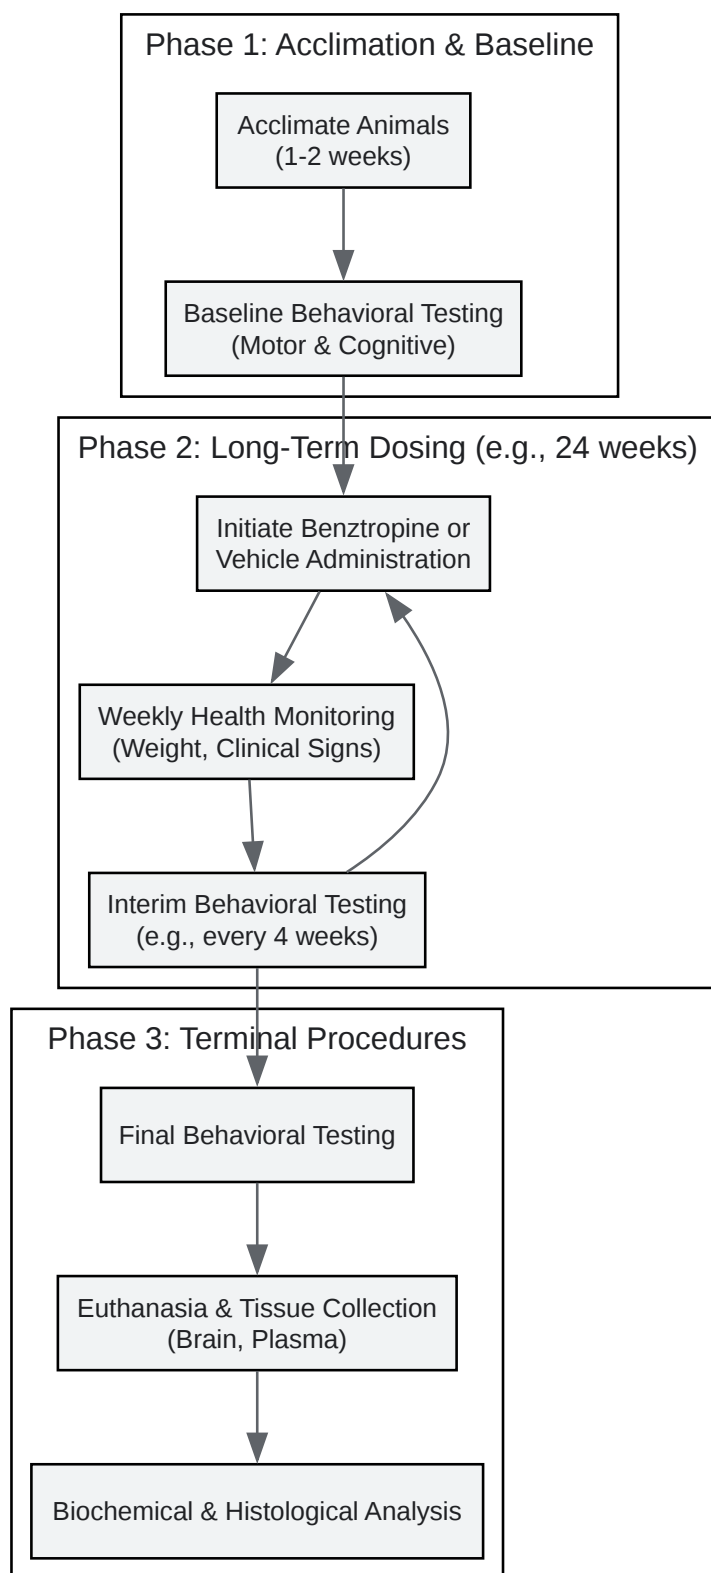 Phase 1: Acclimation & Baseline
Acclimate Animals
(1-2 weeks)
Baseline Behavioral Testing
(Motor & Cognitive)
Phase 2: Long-Term Dosing (e.g., 24 weeks)
Initiate Benztropine or
Vehicle Administration
Weekly Health Monitoring
(Weight, Clinical Signs)
Interim Behavioral Testing
(e.g., every 4 weeks)
Phase 3: Terminal Procedures
Final Behavioral Testing
Euthanasia & Tissue Collection
(Brain, Plasma)
Biochemical & Histological Analysis